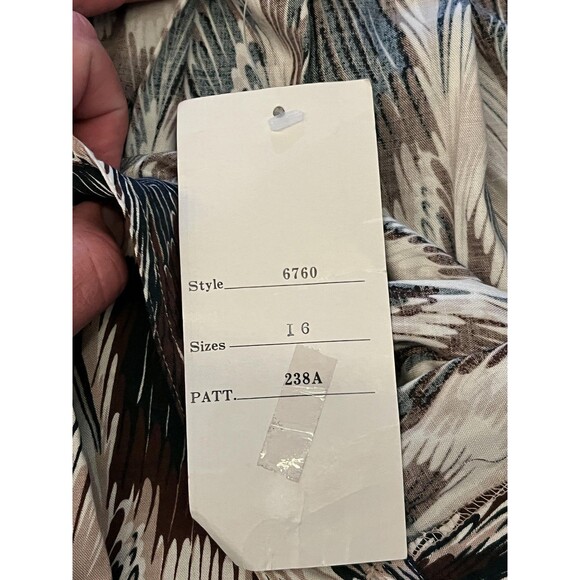 Style 6760
Sizes 16
PATT. 238A